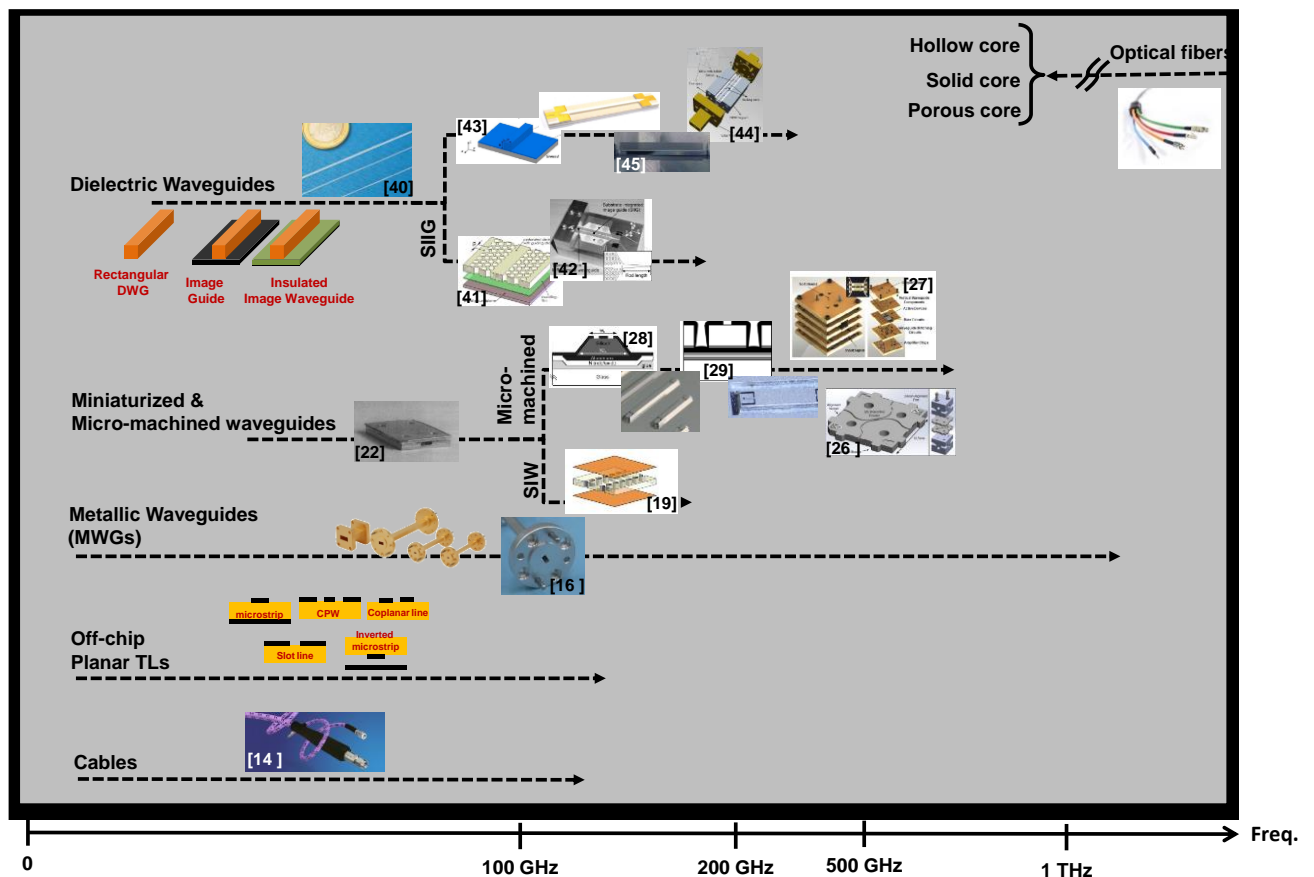 Hollow core
Solid core
Porous core
Optical fibers
[43]
[44]
[45]
[40]
Dielectric Waveguides
SIIG
Rectangular
DWG
Image
Guide
Insulated
Image Waveguide
[41]
[42]
[27]
[28]
[29]
Micro-
machined
Miniaturized &
Micro-machined waveguides
[22]
[26 ]
SIW
[19]
Metallic Waveguides
(MWGs)
[16 ]
microstrip
CPW
Coplanar line
Off-chip
Planar TLs
Slot line
Inverted
microstrip
[14 ]
Cables
0
100 GHz
200 GHz
500 GHz
1 THz
Freq.